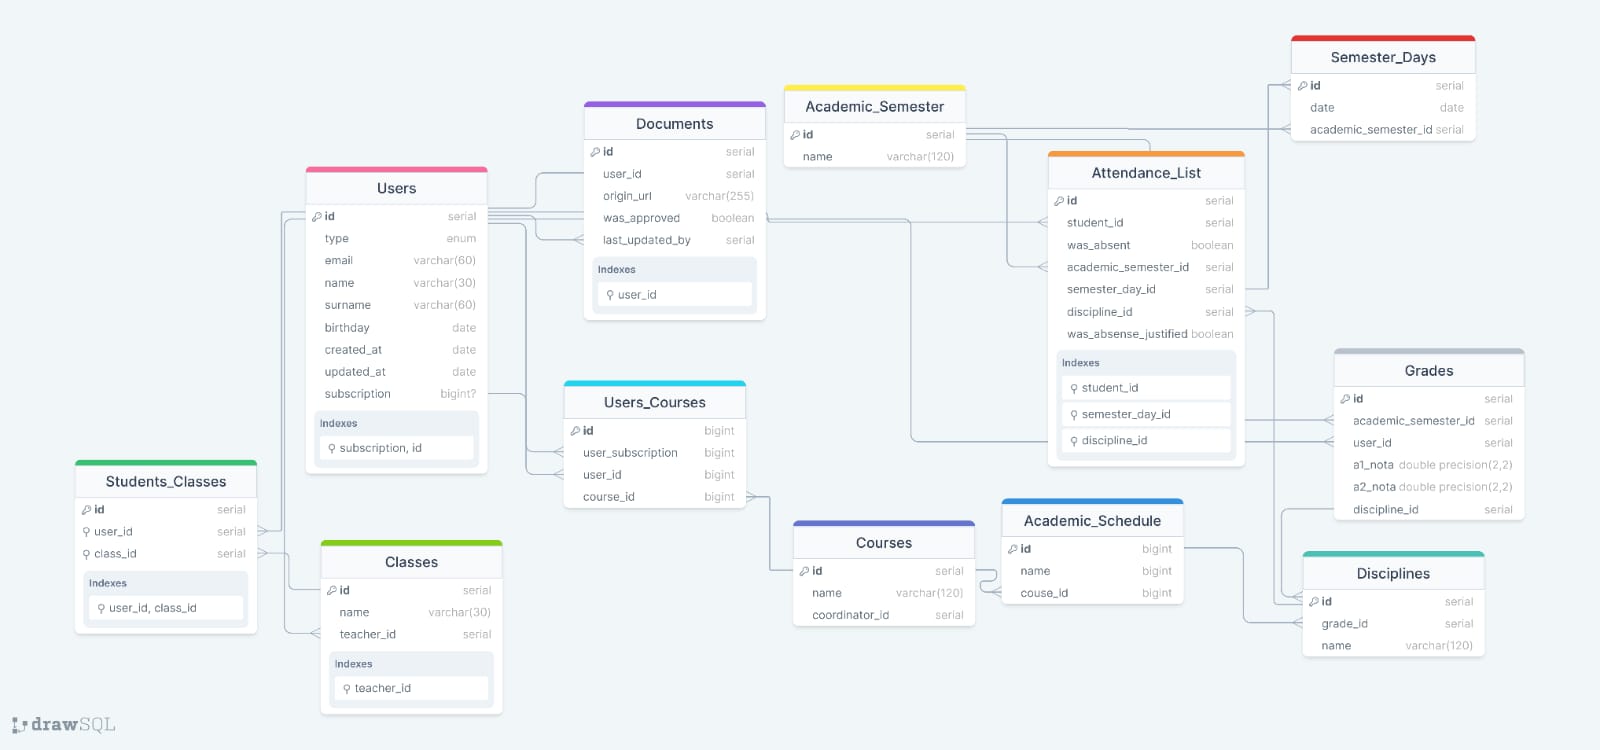 Semester_Days
id serial
date date
academic_semester_id serial
Academic_Semester
id serial
name varchar(120)
Documents
id serial
user_id serial
origin_url varchar(255)
was_approved boolean
last_updated_by serial
Indexes
user_id
Attendance_List
id serial
student_id serial
was_absent boolean
academic_semester_id serial
semester_day_id serial
discipline_id serial
was_absense_justified boolean
Indexes
student_id
semester_day_id
discipline_id
Users
id serial
type enum
email varchar(60)
name varchar(30)
surname varchar(60)
birthday date
created_at date
updated_at date
subscription bigint?
Indexes
subscription, id
Grades
id serial
academic_semester_id serial
user_id serial
a1_nota double precision(2,2)
a2_nota double precision(2,2)
discipline_id serial
Users_Courses
id bigint
user_subscription bigint
user_id bigint
course_id bigint
Students_Classes
id serial
user_id serial
class_id serial
Indexes
user_id, class_id
Classes
id serial
name varchar(30)
teacher_id serial
Indexes
teacher_id
Courses
id serial
name varchar(120)
coordinator_id serial
Academic_Schedule
id bigint
name bigint
couse_id bigint
Disciplines
id serial
grade_id serial
name varchar(120)
drawSQL